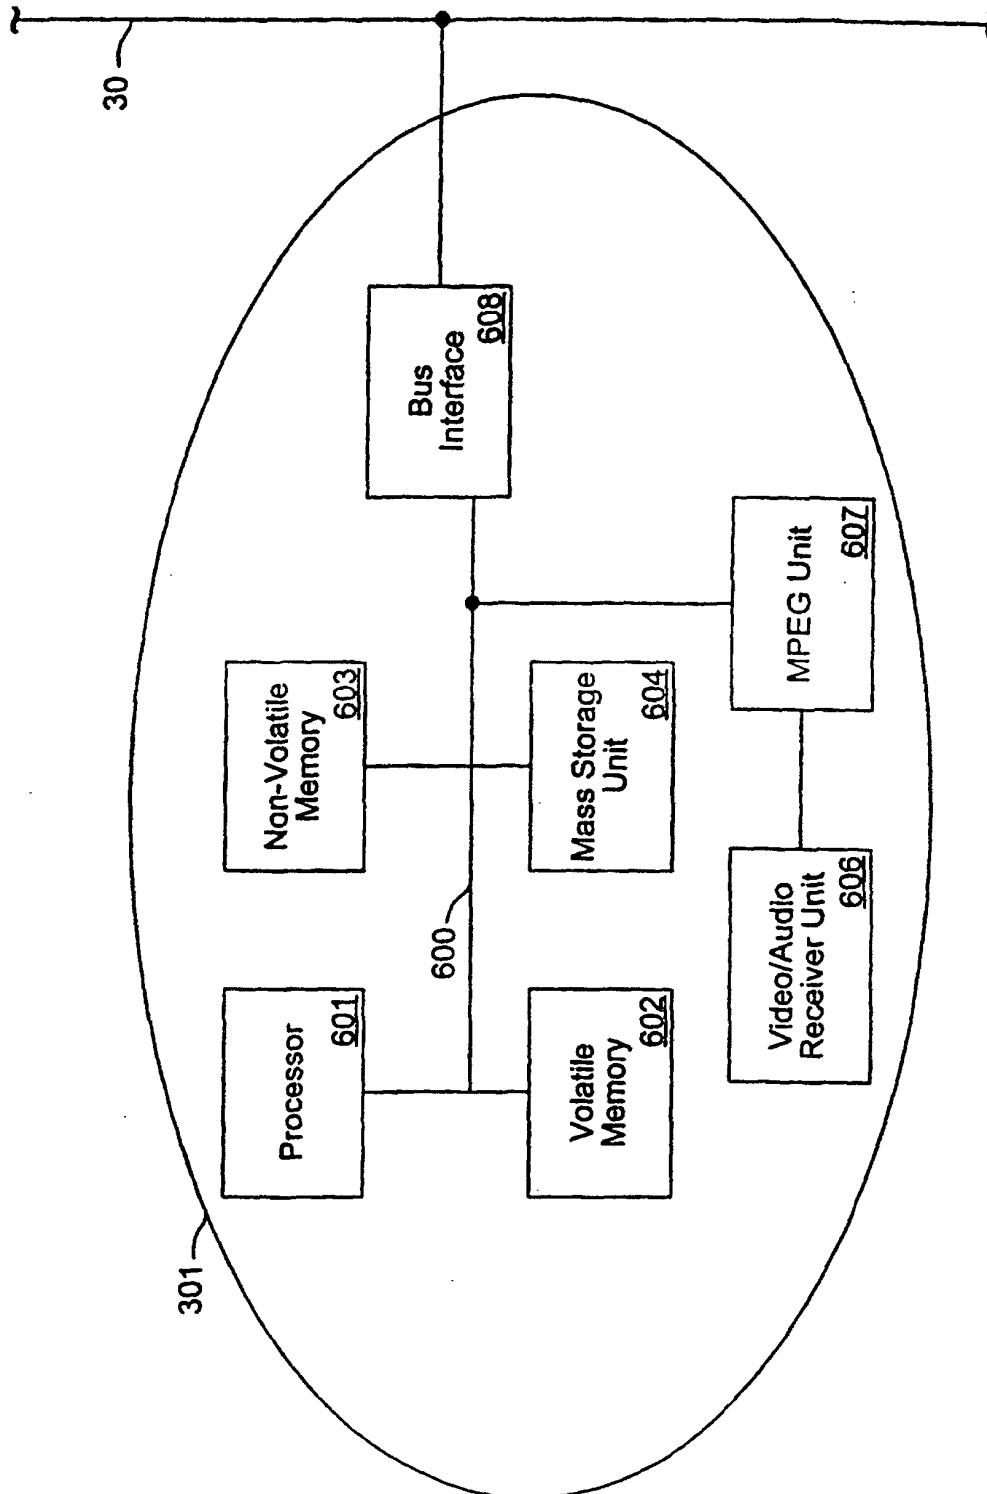 301
Processor
601
Non-Volatile
Memory
603
Bus
Interface
608
30
600
Volatile
Memory
602
Mass Storage
Unit
604
Video/Audio
Receiver Unit
606
MPEG Unit
607